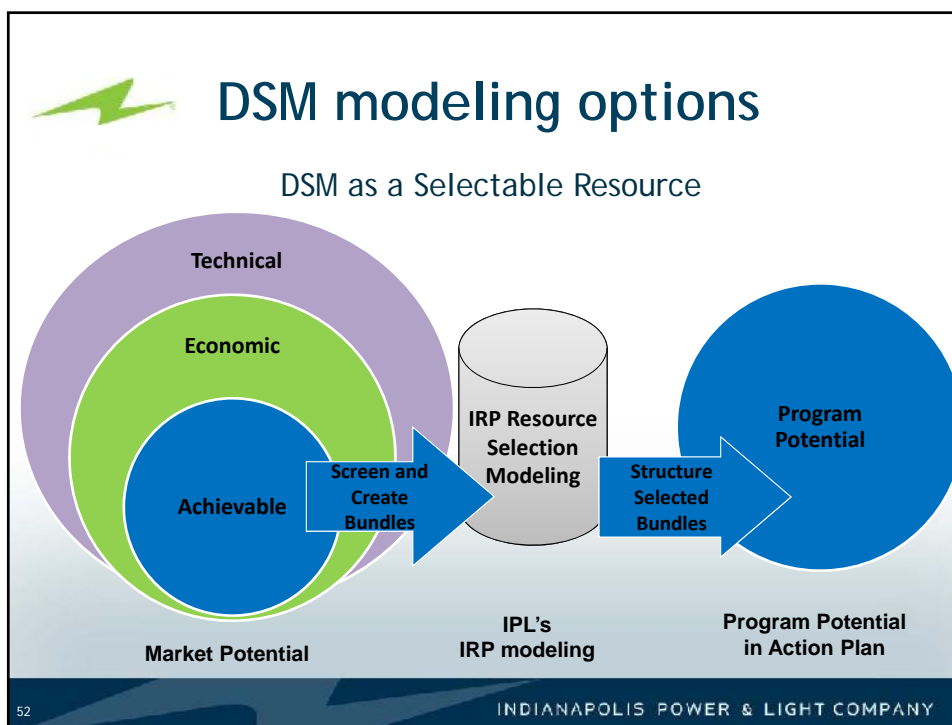 DSM modeling options
DSM as a Selectable Resource
Technical
Economic
Achievable
Screen and
Create
Bundles
IRP Resource
Selection
Modeling
Structure
Selected
Bundles
Program
Potential
Market Potential
IPL's
IRP modeling
Program Potential
in Action Plan
52
INDIANAPOLIS POWER & LIGHT COMPANY